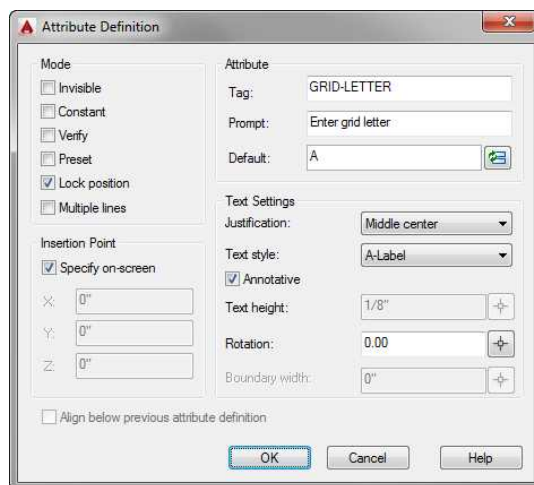 Attribute Definition
Mode
Invisible
Constant
Verify
Preset
Lock position
Multiple lines
Insertion Point
Specify on-screen
X: 0"
Y: 0"
Z: 0"
Attribute
Tag: GRID-LETTER
Prompt: Enter grid letter
Default: A
Text Settings
Justification: Middle center
Text style: A-Label
Annotative
Text height: 1/8"
Rotation: 0.00
Boundary width: 0"
Align below previous attribute definition
OK Cancel Help